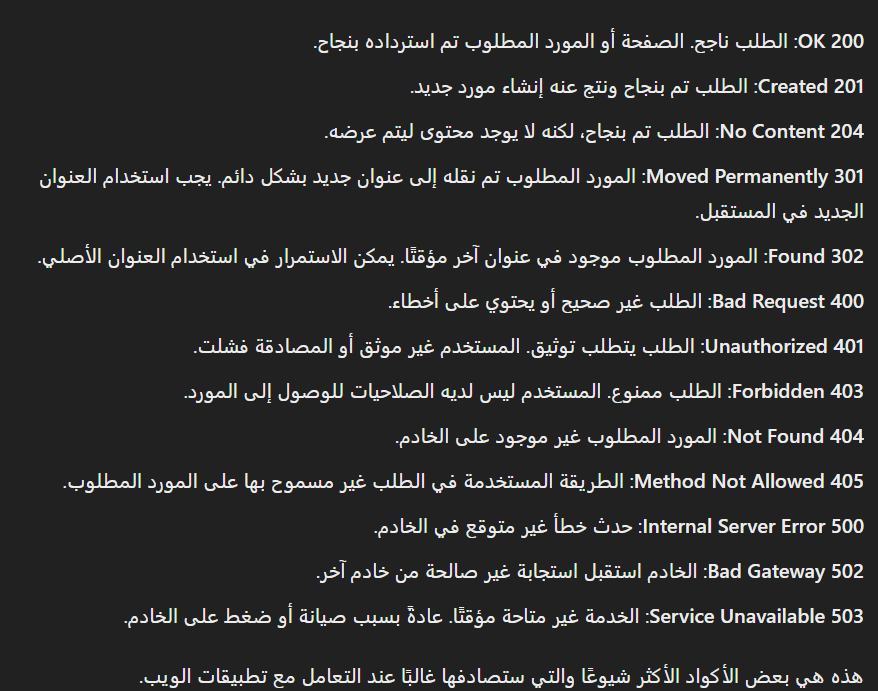 200 OK: الطلب ناجح. الصفحة أو المورد المطلوب تم استرداده بنجاح.
201 Created: الطلب تم بنجاح ونتج عنه إنشاء مورد جديد.
204 No Content: الطلب تم بنجاح، لكنه لا يوجد محتوى ليتم عرضه.
301 Moved Permanently: المورد المطلوب تم نقله إلى عنوان جديد بشكل دائم. يجب استخدام العنوان
الجديد في المستقبل.
302 Found: المورد المطلوب موجود في عنوان آخر مؤقتًا. يمكن الاستمرار في استخدام العنوان الأصلي.
400 Bad Request: الطلب غير صحيح أو يحتوي على أخطاء.
401 Unauthorized: الطلب يتطلب توثيق. المستخدم غير موثق أو المصادقة فشلت.
403 Forbidden: الطلب ممنوع. المستخدم ليس لديه الصلاحيات للوصول إلى المورد.
404 Not Found: المورد المطلوب غير موجود على الخادم.
405 Method Not Allowed: الطريقة المستخدمة في الطلب غير مسموح بها على المورد المطلوب.
500 Internal Server Error: حدث خطأ غير متوقع في الخادم.
502 Bad Gateway: الخادم استقبل استجابة غير صالحة من خادم آخر.
503 Service Unavailable: الخدمة غير متاحة مؤقتًا. عادةً بسبب صيانة أو ضغط على الخادم.
هذه هي بعض الأكواد الأكثر شيوعًا والتي ستصادفها غالبًا عند التعامل مع تطبيقات الويب.